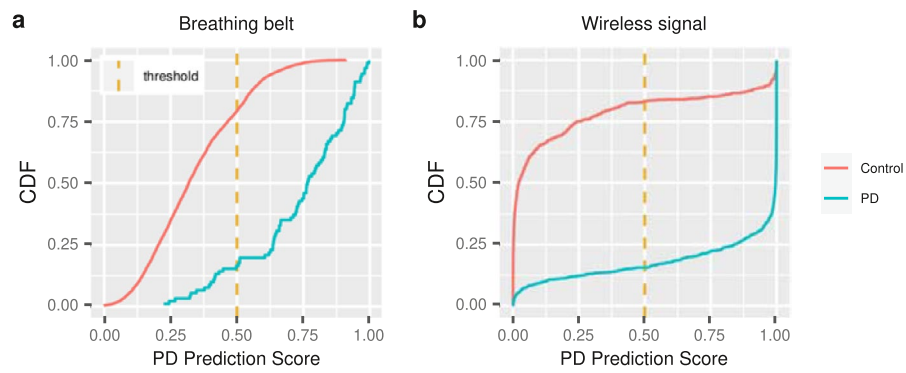 a
Breathing belt
1.00
0.75
0.50
0.25
0.00
CDF
threshold
0.00 0.25 0.50 0.75 1.00
PD Prediction Score
b
Wireless signal
1.00
0.75
0.50
0.25
0.00
CDF
0.00 0.25 0.50 0.75 1.00
PD Prediction Score
Control
PD